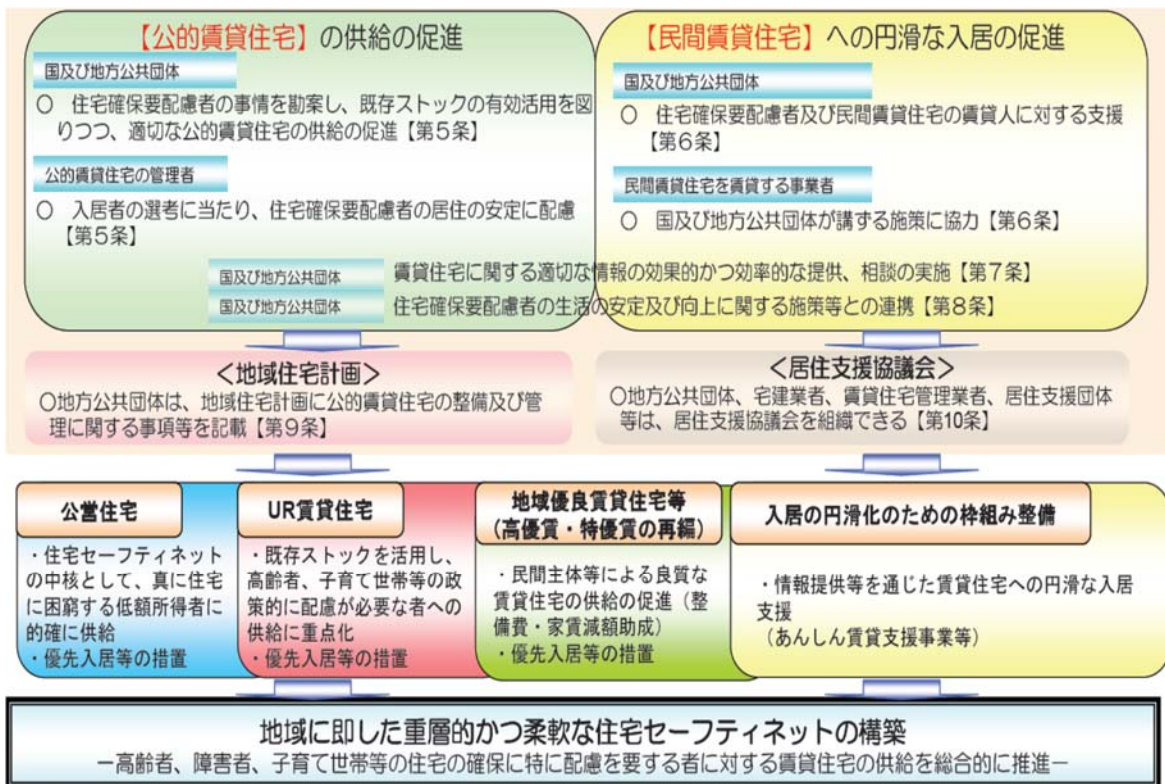 【公的賃貸住宅】の供給の促進
国及び地方公共団体
○ 住宅確保要配慮者の事情を勘案し、既存ストックの有効活用を図
りつつ、適切な公的賃貸住宅の供給の促進【第5条】
公的賃貸住宅の管理者
○ 入居者の選考に当たり、住宅確保要配慮者の居住の安定に配慮
【第5条】
【民間賃貸住宅】への円滑な入居の促進
国及び地方公共団体
○ 住宅確保要配慮者及び民間賃貸住宅の賃貸人に対する支援
【第6条】
民間賃貸住宅を賃貸する事業者
○ 国及び地方公共団体が講ずる施策に協力【第6条】
国及び地方公共団体 賃貸住宅に関する適切な情報の効果的かつ効率的な提供、相談の実施【第7条】
国及び地方公共団体 住宅確保要配慮者の生活の安定及び向上に関する施策等との連携【第8条】
＜地域住宅計画＞
○地方公共団体は、地域住宅計画に公的賃貸住宅の整備及び管
理に関する事項等を記載【第9条】
＜居住支援協議会＞
○地方公共団体、宅建業者、賃貸住宅管理業者、居住支援団体
等は、居住支援協議会を組織できる【第10条】
公営住宅
・住宅セーフティネット
の中核として、真に住宅
に困窮する低額所得者に
的確に供給
・優先入居等の措置
UR賃貸住宅
・既存ストックを活用し、
高齢者、子育て世帯等の政
策的に配慮が必要な者への
供給に重点化
・優先入居等の措置
地域優良賃貸住宅等
(高優賃・特優賃の再編)
・民間主体等による良質な
賃貸住宅の供給の促進（整
備費・家賃減額助成）
・優先入居等の措置
入居の円滑化のための枠組み整備
・情報提供等を通じた賃貸住宅への円滑な入居
支援
（あんしん賃貸支援事業等）
地域に即した重層的かつ柔軟な住宅セーフティネットの構築
－高齢者、障害者、子育て世帯等の住宅の確保に特に配慮を要する者に対する賃貸住宅の供給を総合的に推進－